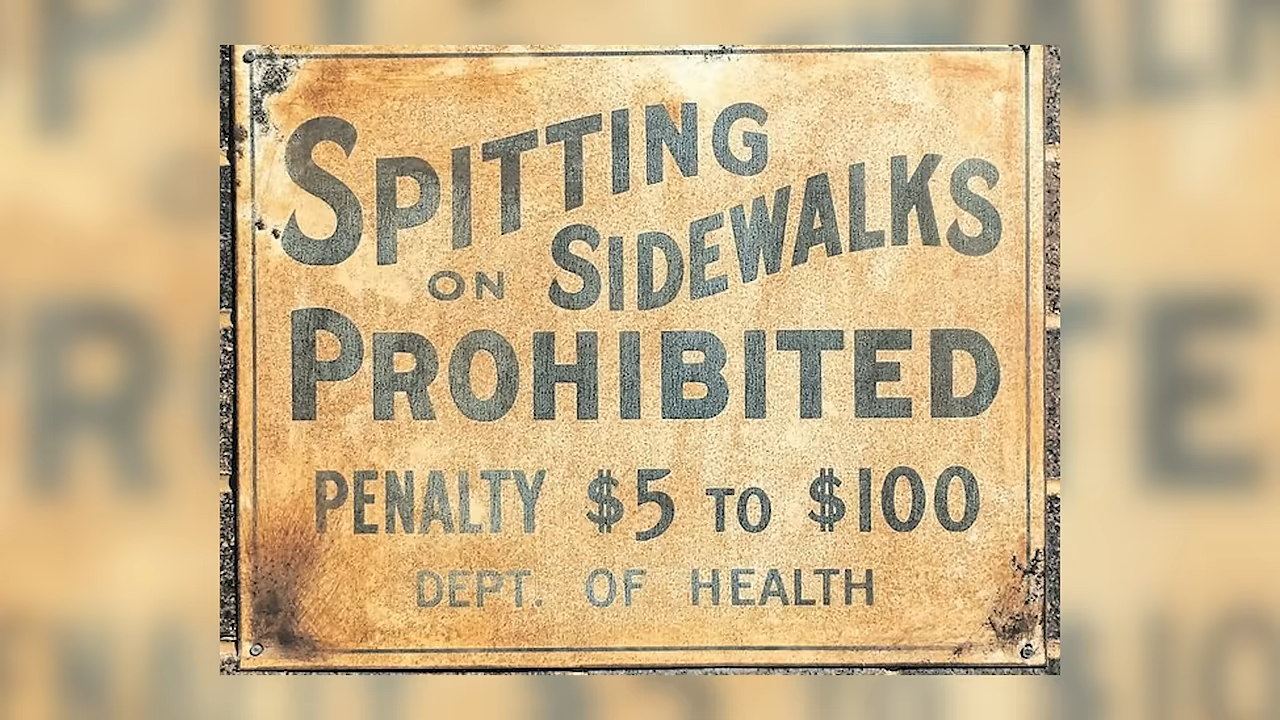 SPITTING
ON SIDEWALKS
PROHIBITED
PENALTY $5 TO $100
DEPT. OF HEALTH